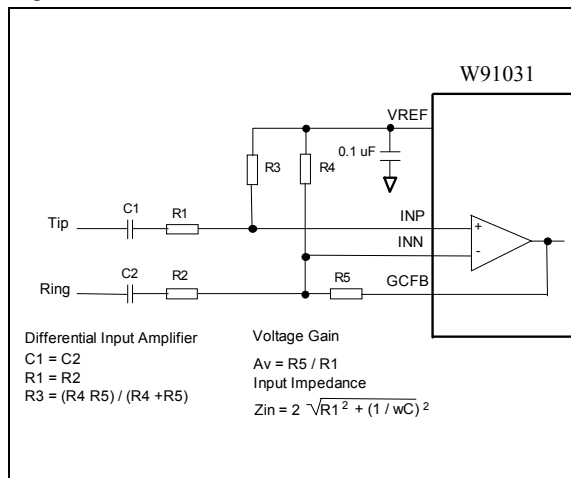 W91031
VREF
R3
R4
0.1 uF
C1
R1
Tip
INP
+
INN
-
C2
R2
R5
GCFB
Ring
Differential Input Amplifier
C1 = C2
R1 = R2
R3 = (R4 R5) / (R4 +R5)
Voltage Gain
Av = R5 / R1
Input Impedance
Zin = 2 √R1² + (1 / wC)²